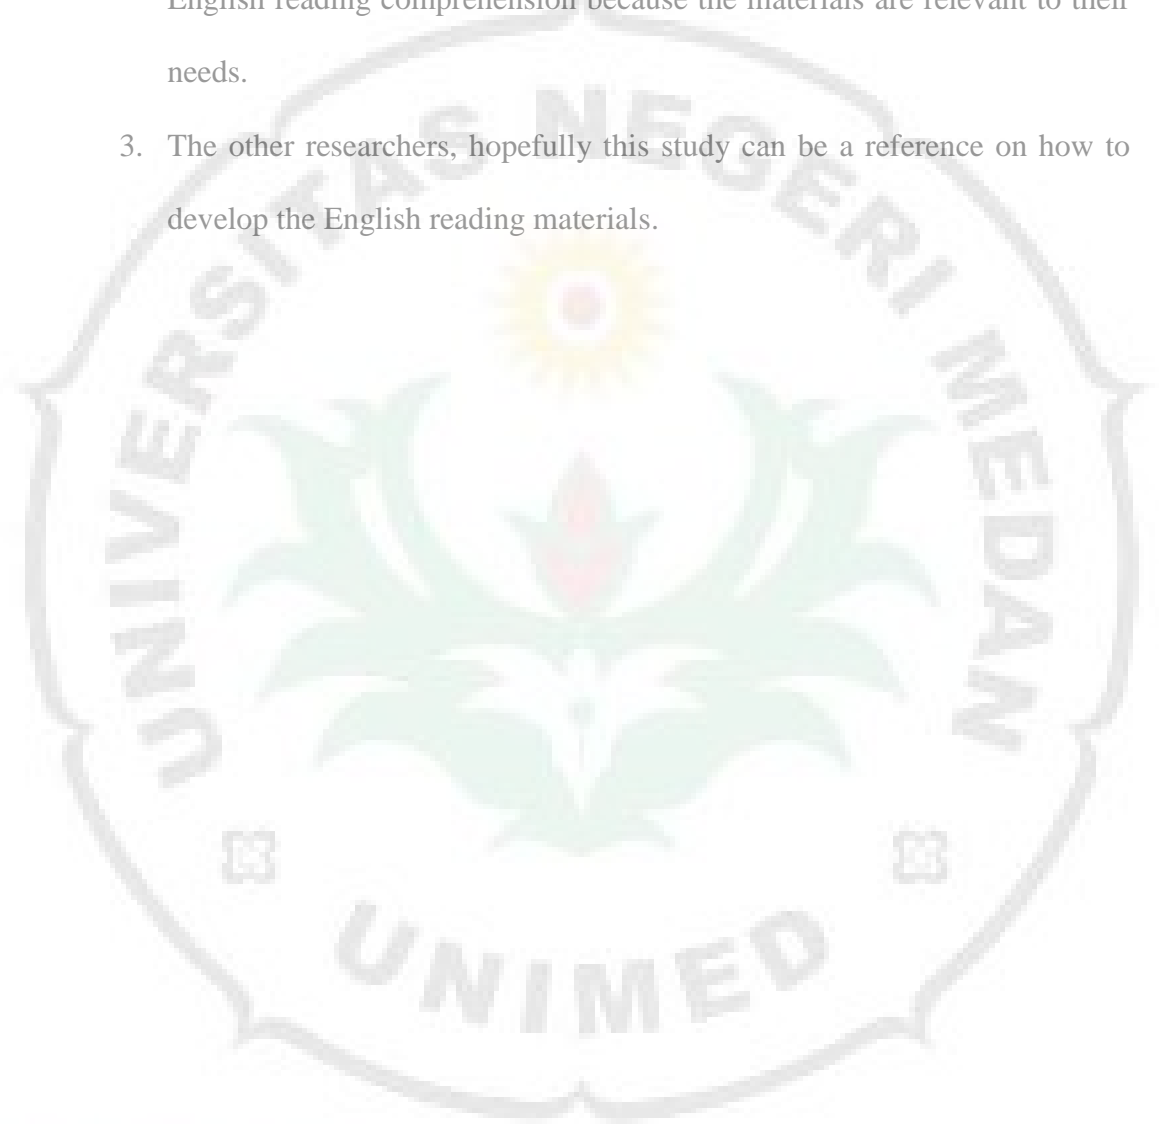 English reading comprehension because the materials are relevant to their
needs.
3. The other researchers, hopefully this study can be a reference on how to
develop the English reading materials.
UNIVERSITAS NEGERI MEDAN
UNIMED